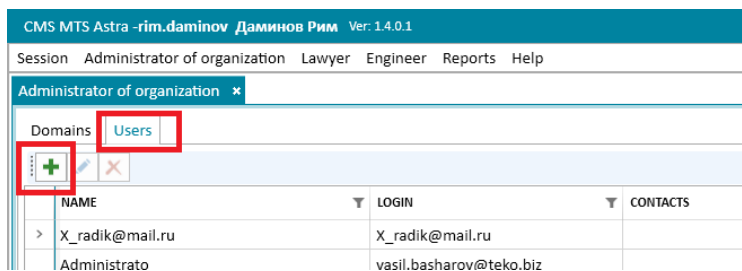 CMS MTS Astra -rim.daminov Даминов Рим Ver: 1.4.0.1
Session Administrator of organization Lawyer Engineer Reports Help
Administrator of organization ×
Domains Users
NAME LOGIN CONTACTS
X_radik@mail.ru X_radik@mail.ru
Administrato vasil.basharov@teko.biz